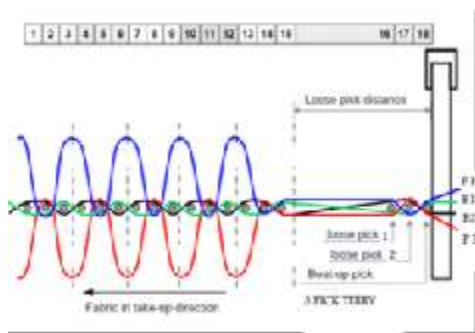 1 2 3 4 5 6 7 8 9 10 11 12 13 14 15 16 17 18
Loose pick distance
loose pick 1
loose pick 2
Beat-up pick
Fabric in take-up direction
3 PICK TERRY